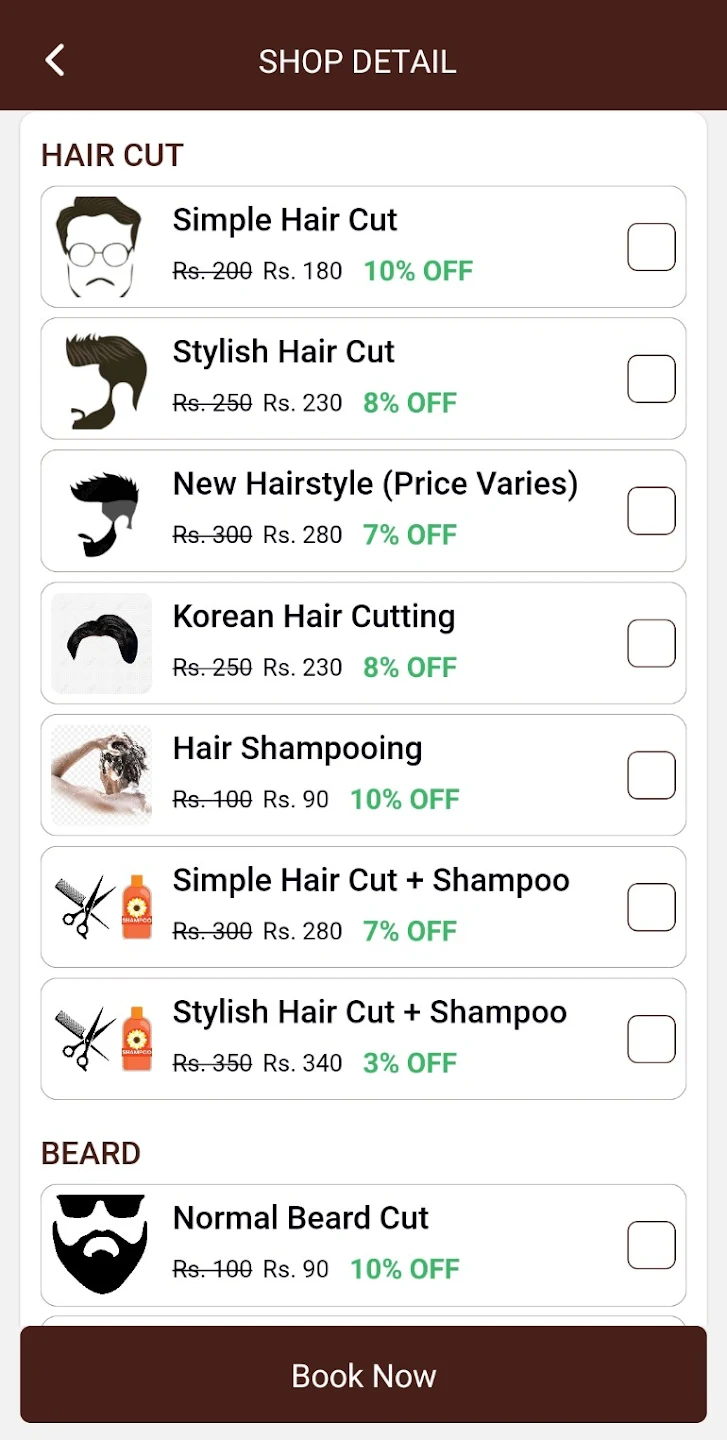 SHOP DETAIL
HAIR CUT
Simple Hair Cut
Rs. 200 Rs. 180 10% OFF
Stylish Hair Cut
Rs. 250 Rs. 230 8% OFF
New Hairstyle (Price Varies)
Rs. 300 Rs. 280 7% OFF
Korean Hair Cutting
Rs. 250 Rs. 230 8% OFF
Hair Shampooing
Rs. 100 Rs. 90 10% OFF
Simple Hair Cut + Shampoo
SHAMPOO
Rs. 300 Rs. 280 7% OFF
Stylish Hair Cut + Shampoo
SHAMPOO
Rs. 350 Rs. 340 3% OFF
BEARD
Normal Beard Cut
Rs. 100 Rs. 90 10% OFF
Book Now